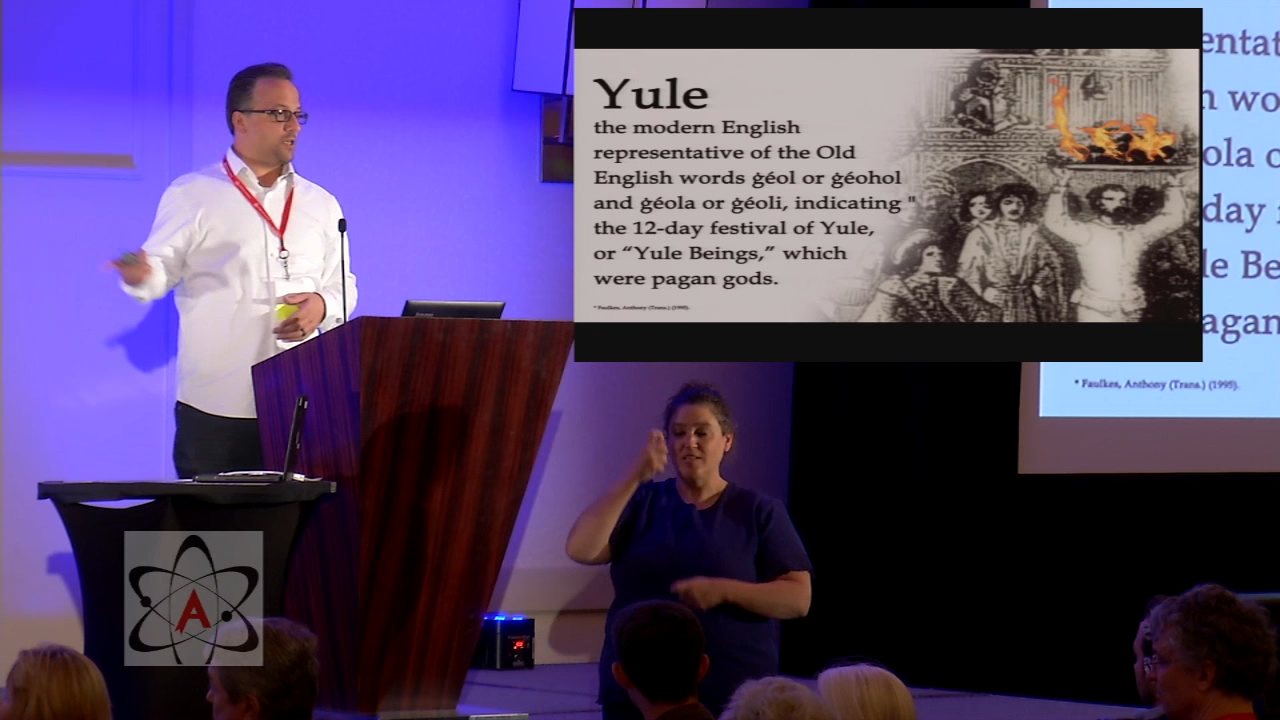 Yule
the modern English
representative of the Old
English words ġéol or ġéohol
and ġéola or ġéoli, indicating "
the 12-day festival of Yule,
or “Yule Beings,” which
were pagan gods.
* Faulkes, Anthony (Trans.) (1995).
entat
n wo
ola o
day
le Be
agan
* Faulkes, Anthony (Trans.) (1995).
A